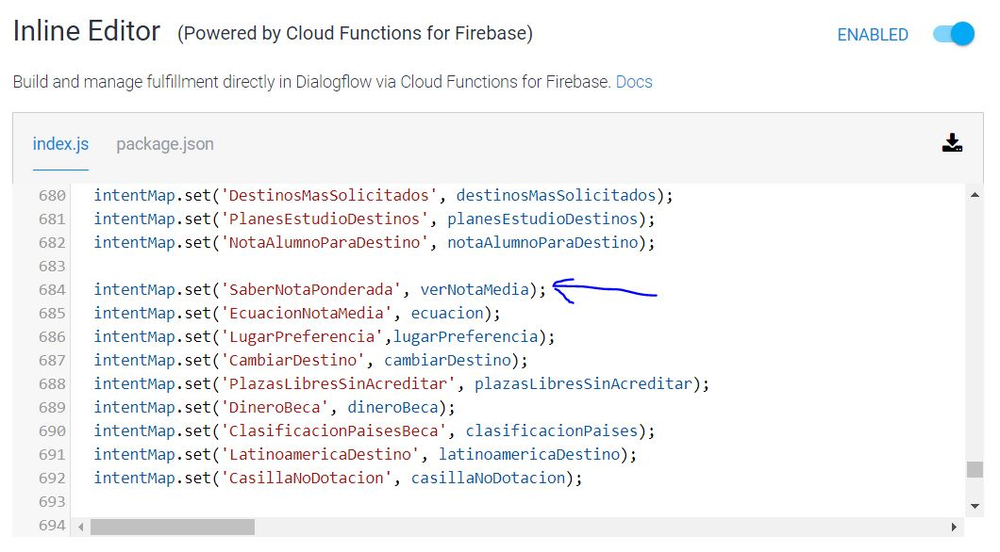 Inline Editor (Powered by Cloud Functions for Firebase)
ENABLED
Build and manage fulfillment directly in Dialogflow via Cloud Functions for Firebase. Docs
index.js package.json
680 intentMap.set('DestinosMasSolicitados', destinosMasSolicitados);
681 intentMap.set('PlanesEstudioDestinos', planesEstudioDestinos);
682 intentMap.set('NotaAlumnoParaDestino', notaAlumnoParaDestino);
683
684 intentMap.set('SaberNotaPonderada', verNotaMedia);
685 intentMap.set('EcuacionNotaMedia', ecuacion);
686 intentMap.set('LugarPreferencia',lugarPreferencia);
687 intentMap.set('CambiarDestino', cambiarDestino);
688 intentMap.set('PlazasLibresSinAcreditar', plazasLibresSinAcreditar);
689 intentMap.set('DineroBeca', dineroBeca);
690 intentMap.set('ClasificacionPaisesBeca', clasificacionPaises);
691 intentMap.set('LatinoamericaDestino', latinoamericaDestino);
692 intentMap.set('CasillaNoDotacion', casillaNoDotacion);
693
694